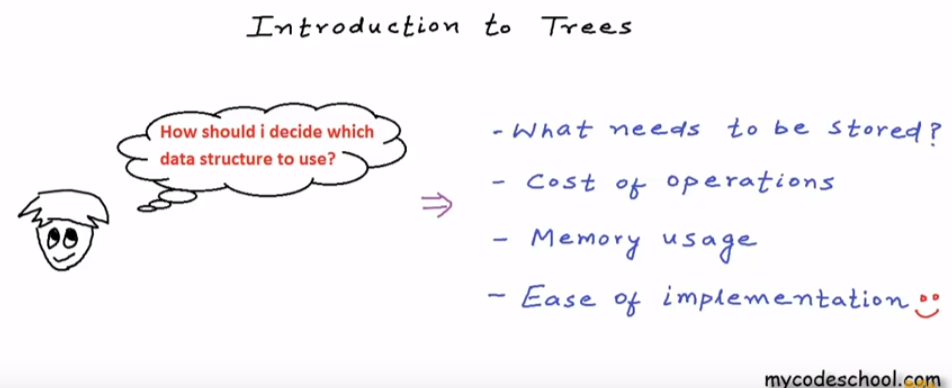 Introduction to Trees
How should i decide which
data structure to use?
- What needs to be stored?
- Cost of operations
- Memory usage
- Ease of implementation
mycodeschool.com